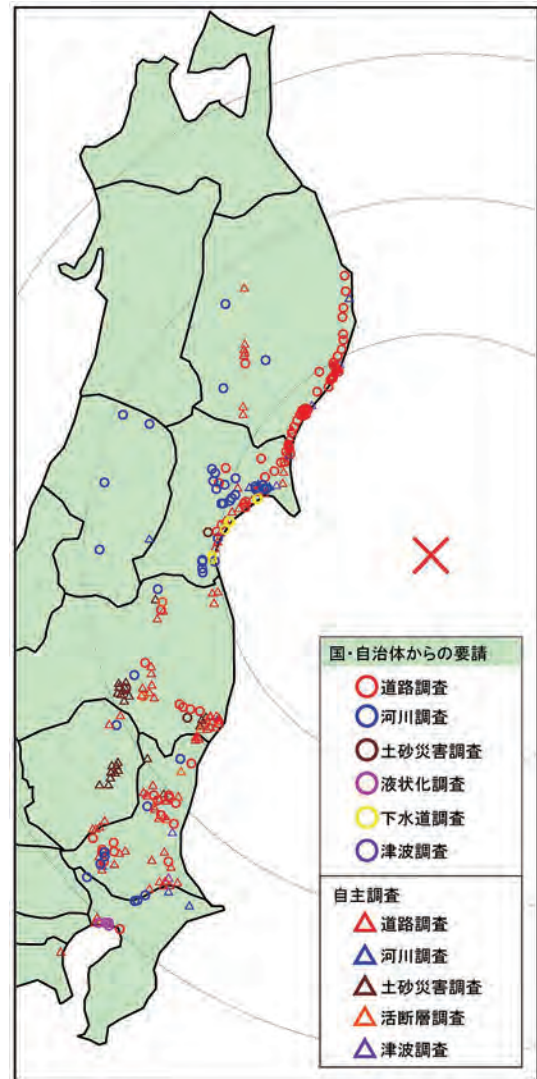 国・自治体からの要請
道路調査
河川調査
土砂災害調査
液状化調査
下水道調査
津波調査
自主調査
道路調査
河川調査
土砂災害調査
活断層調査
津波調査